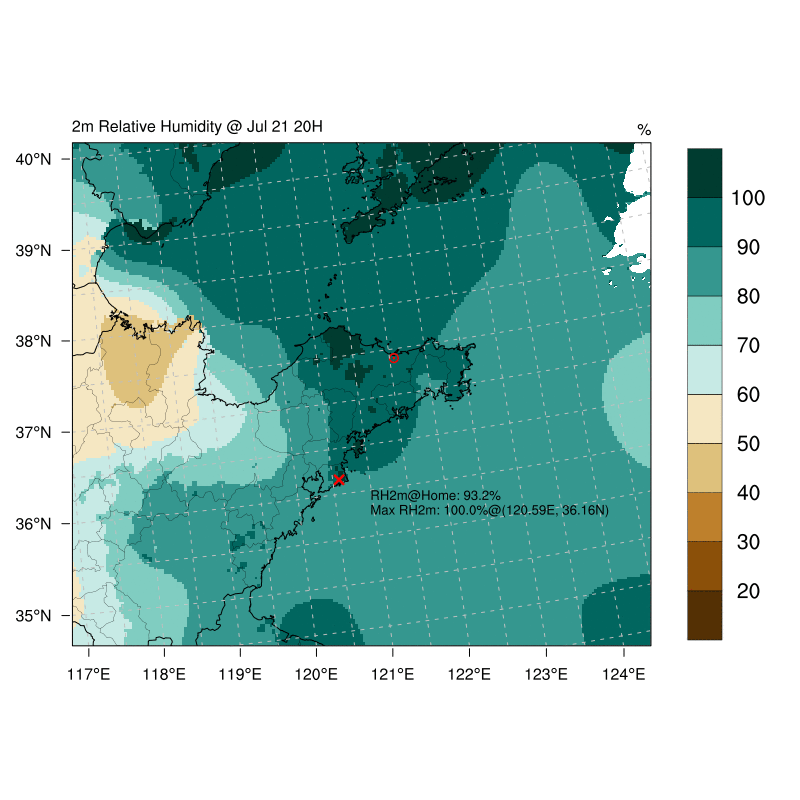 2m Relative Humidity @ Jul 21 20H
%
40°N
39°N
38°N
37°N
36°N
35°N
100
90
80
70
60
50
40
30
20
RH2m@Home: 93.2%
Max RH2m: 100.0%@(120.59E, 36.16N)
117°E 118°E 119°E 120°E 121°E 122°E 123°E 124°E